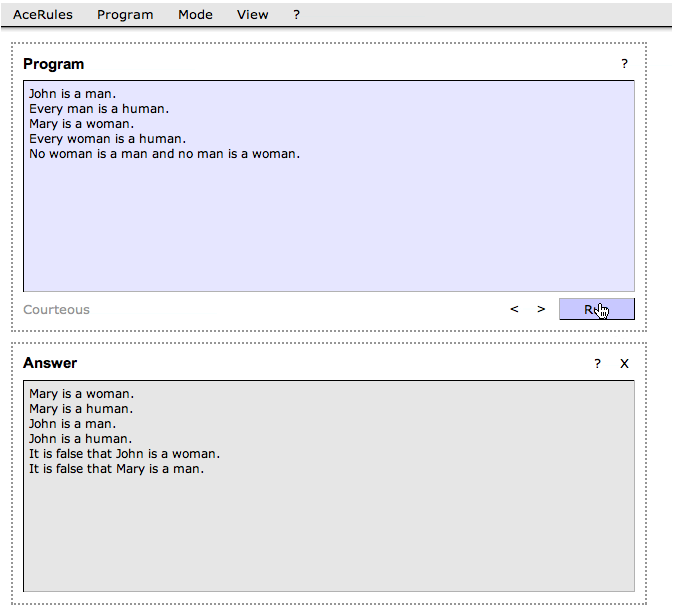 AceRules Program Mode View ?
Program ?
John is a man.
Every man is a human.
Mary is a woman.
Every woman is a human.
No woman is a man and no man is a woman.
Courteous < >
Answer ? X
Mary is a woman.
Mary is a human.
John is a man.
John is a human.
It is false that John is a woman.
It is false that Mary is a man.